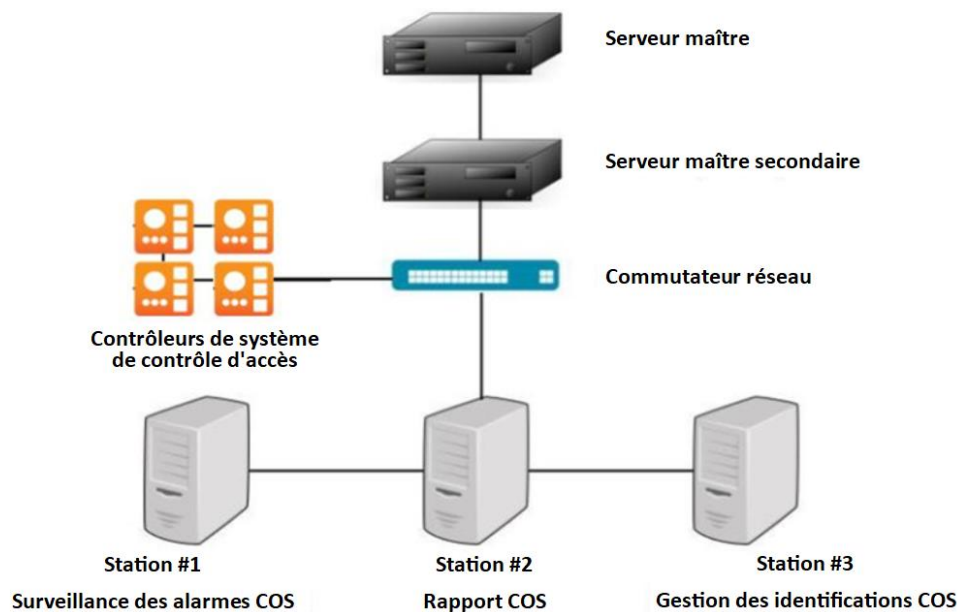 Serveur maître
Serveur maître secondaire
Commutateur réseau
Contrôleurs de système
de contrôle d'accès
Station #1
Station #2
Station #3
Surveillance des alarmes COS
Rapport COS
Gestion des identifications COS